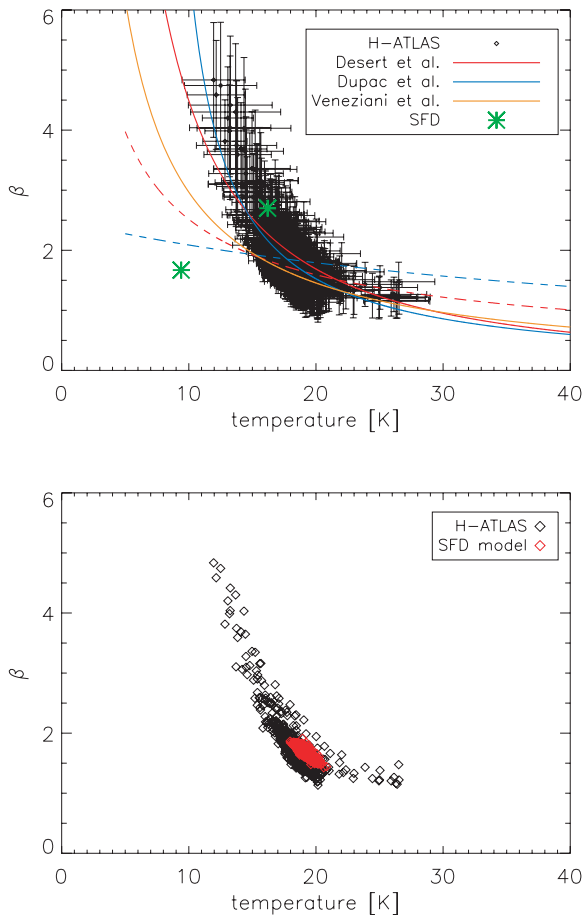 H-ATLAS
Desert et al.
Dupac et al.
Veneziani et al.
SFD
6
4
2
0
β
0 10 20 30 40
temperature [K]
H-ATLAS
SFD model
6
4
2
0
β
0 10 20 30 40
temperature [K]